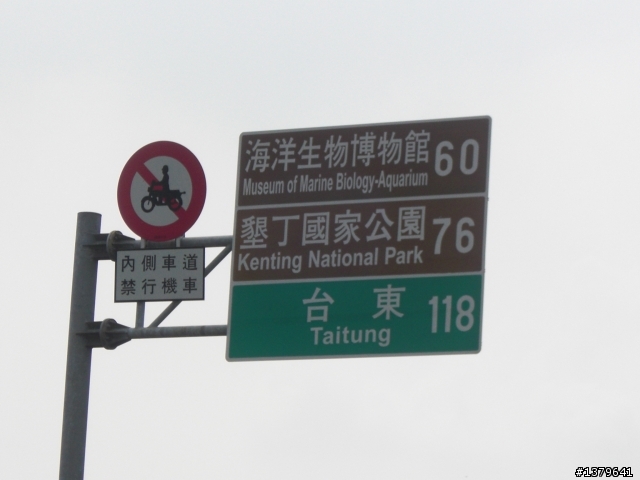 海洋生物博物館 60
Museum of Marine Biology-Aquarium
墾丁國家公園 76
Kenting National Park
台東 118
Taitung
內側車道
禁行機車
#1379641